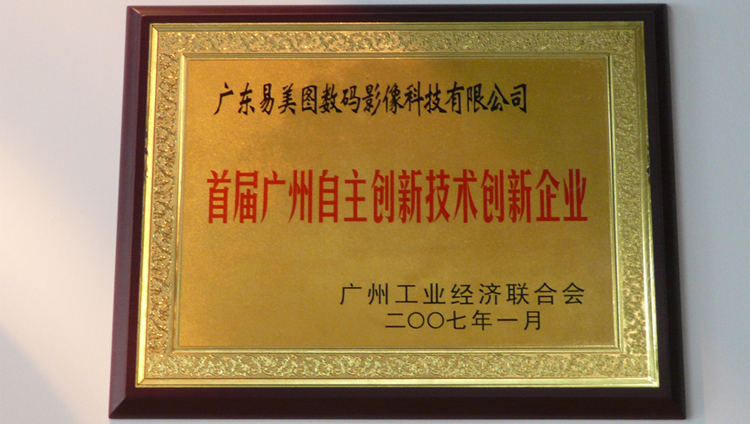 广东易美图数码影像科技有限公司
首届广州自主创新技术创新企业
广州工业经济联合会
二〇〇七年一月